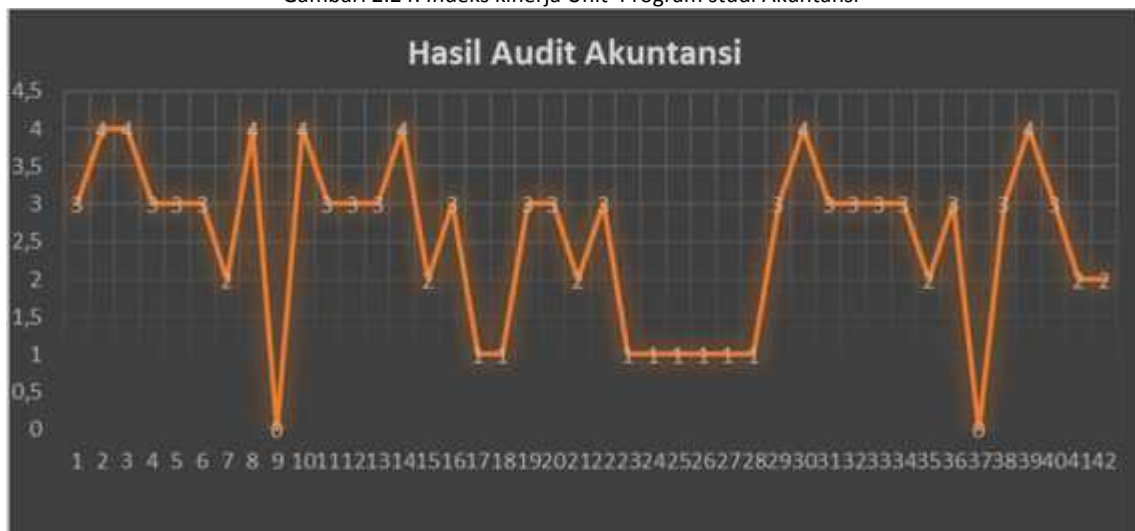 Gambari 2.24. Indeks kinerja Unit Program studi Akuntansi
Hasil Audit Akuntansi
4,5
4
3,5
3
2,5
2
1,5
1
0,5
0
3 4 4 3 3 3 2 4 0 4 3 3 3 4 2 3 1 1 3 3 2 3 1 1 1 1 1 1 3 4 3 3 3 3 2 3 0 3 4 3 2 2
1 2 3 4 5 6 7 8 9 10 11 12 13 14 15 16 17 18 19 20 21 22 23 24 25 26 27 28 29 30 31 32 33 34 35 36 37 38 39 40 41 42